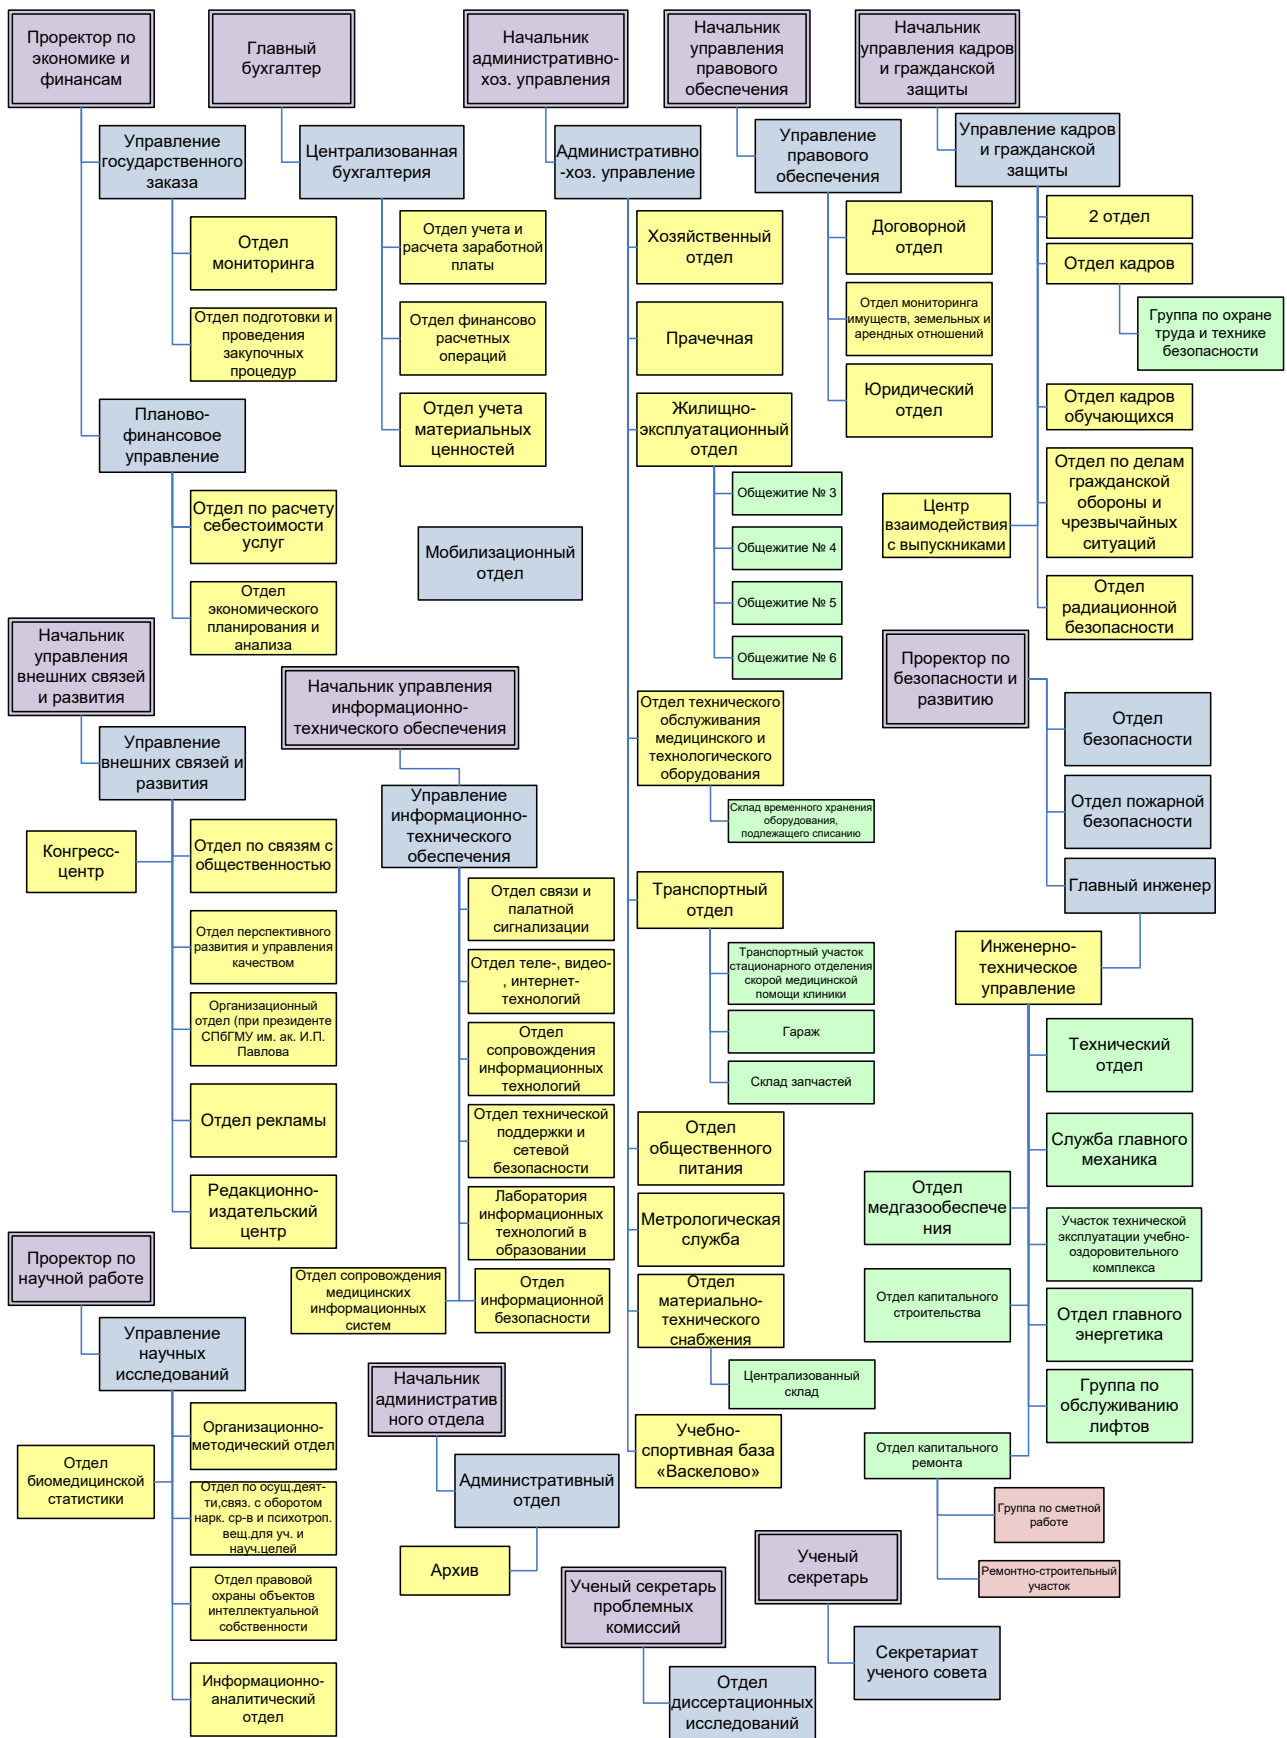 Проректор по
экономике и
финансам
Управление
государственного
заказа
Отдел
мониторинга
Отдел подготовки и
проведения
закупочных
процедур
Планово-
финансовое
управление
Отдел по расчету
себестоимости
услуг
Отдел
экономического
планирования и
анализа
Главный
бухгалтер
Централизованная
бухгалтерия
Отдел учета и
расчета заработной
платы
Отдел финансово
расчетных
операций
Отдел учета
материальных
ценностей
Мобилизационный
отдел
Начальник
административно-
хоз. управления
Административно
-хоз. управление
Хозяйственный
отдел
Прачечная
Жилищно-
эксплуатационный
отдел
Общежитие № 3
Общежитие № 4
Общежитие № 5
Общежитие № 6
Отдел технического
обслуживания
медицинского и
технологического
оборудования
Склад временного хранения
оборудования,
подлежащего списанию
Транспортный
отдел
Транспортный участок
стационарного отделения
скорой медицинской
помощи клиники
Гараж
Склад запчастей
Отдел
общественного
питания
Метрологическая
служба
Отдел
материально-
технического
снабжения
Централизованный
склад
Учебно-
спортивная база
«Васкелово»
Начальник
управления
правового
обеспечения
Управление
правового
обеспечения
Договорной
отдел
Отдел мониторинга
имуществ, земельных и
арендных отношений
Юридический
отдел
Начальник
управления кадров
и гражданской
защиты
Управление кадров
и гражданской
защиты
2 отдел
Отдел кадров
Группа по охране
труда и технике
безопасности
Отдел кадров
обучающихся
Отдел по делам
гражданской
обороны и
чрезвычайных
ситуаций
Центр
взаимодействия
с выпускниками
Отдел
радиационной
безопасности
Проректор по
безопасности и
развитию
Отдел
безопасности
Отдел пожарной
безопасности
Главный инженер
Инженерно-
техническое
управление
Технический
отдел
Служба главного
механика
Отдел
медгазообеспече
ния
Участок технической
эксплуатации учебно-
оздоровительного
комплекса
Отдел капитального
строительства
Отдел главного
энергетика
Группа по
обслуживанию
лифтов
Отдел капитального
ремонта
Группа по сметной
работе
Ремонтно-строительный
участок
Начальник
управления
внешних связей
и развития
Управление
внешних связей и
развития
Конгресс-
центр
Отдел по связям с
общественностью
Отдел перспективного
развития и управления
качеством
Организационный
отдел (при президенте
СПбГМУ им. ак. И.П.
Павлова
Отдел рекламы
Редакционно-
издательский
центр
Начальник управления
информационно-
технического обеспечения
Управление
информационно-
технического
обеспечения
Отдел связи и
палатной
сигнализации
Отдел теле-, видео-
, интернет-
технологий
Отдел
сопровождения
информационных
технологий
Отдел технической
поддержки и
сетевой
безопасности
Лаборатория
информационных
технологий в
образовании
Отдел сопровождения
медицинских
информационных
систем
Отдел
информационной
безопасности
Проректор по
научной работе
Управление
научных
исследований
Организационно-
методический отдел
Отдел
биомедицинской
статистики
Отдел по осущ.деят-
ти,связ. с оборотом
нарк. ср-в и психотроп.
вещ.для уч. и
науч.целей
Отдел правовой
охраны объектов
интеллектуальной
собственности
Информационно-
аналитический
отдел
Начальник
административ
ного отдела
Административный
отдел
Архив
Ученый секретарь
проблемных
комиссий
Отдел
диссертационных
исследований
Ученый
секретарь
Секретариат
ученого совета